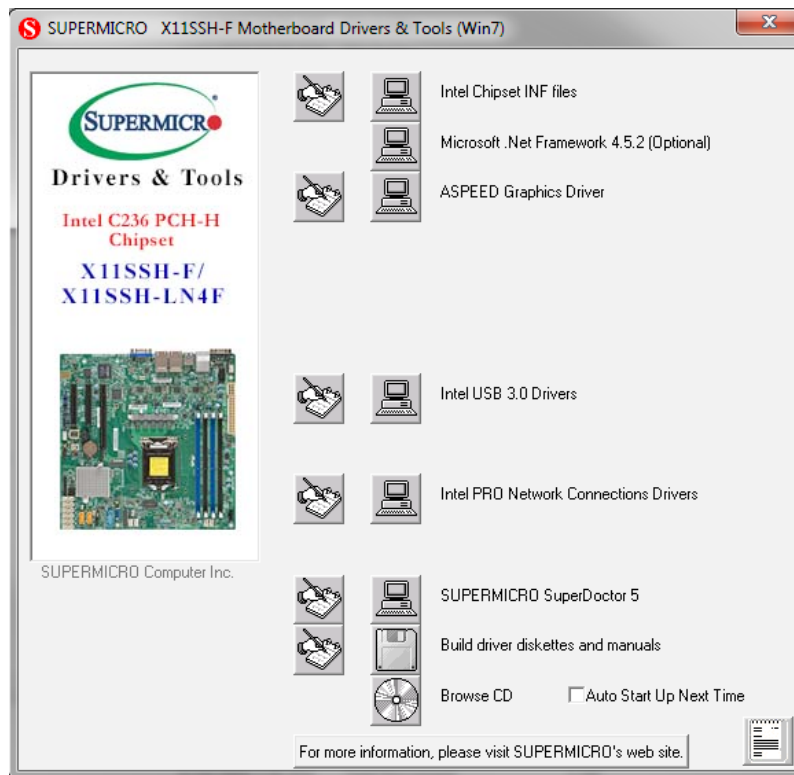 SUPERMICRO X11SSH-F Motherboard Drivers & Tools (Win7)
SUPERMICRO
Drivers & Tools
Intel C236 PCH-H
Chipset
X11SSH-F/
X11SSH-LN4F
SUPERMICRO Computer Inc.
Intel Chipset INF files
Microsoft .Net Framework 4.5.2 (Optional)
ASPEED Graphics Driver
Intel USB 3.0 Drivers
Intel PRO Network Connections Drivers
SUPERMICRO SuperDoctor 5
Build driver diskettes and manuals
Browse CD Auto Start Up Next Time
For more information, please visit SUPERMICRO's web site.